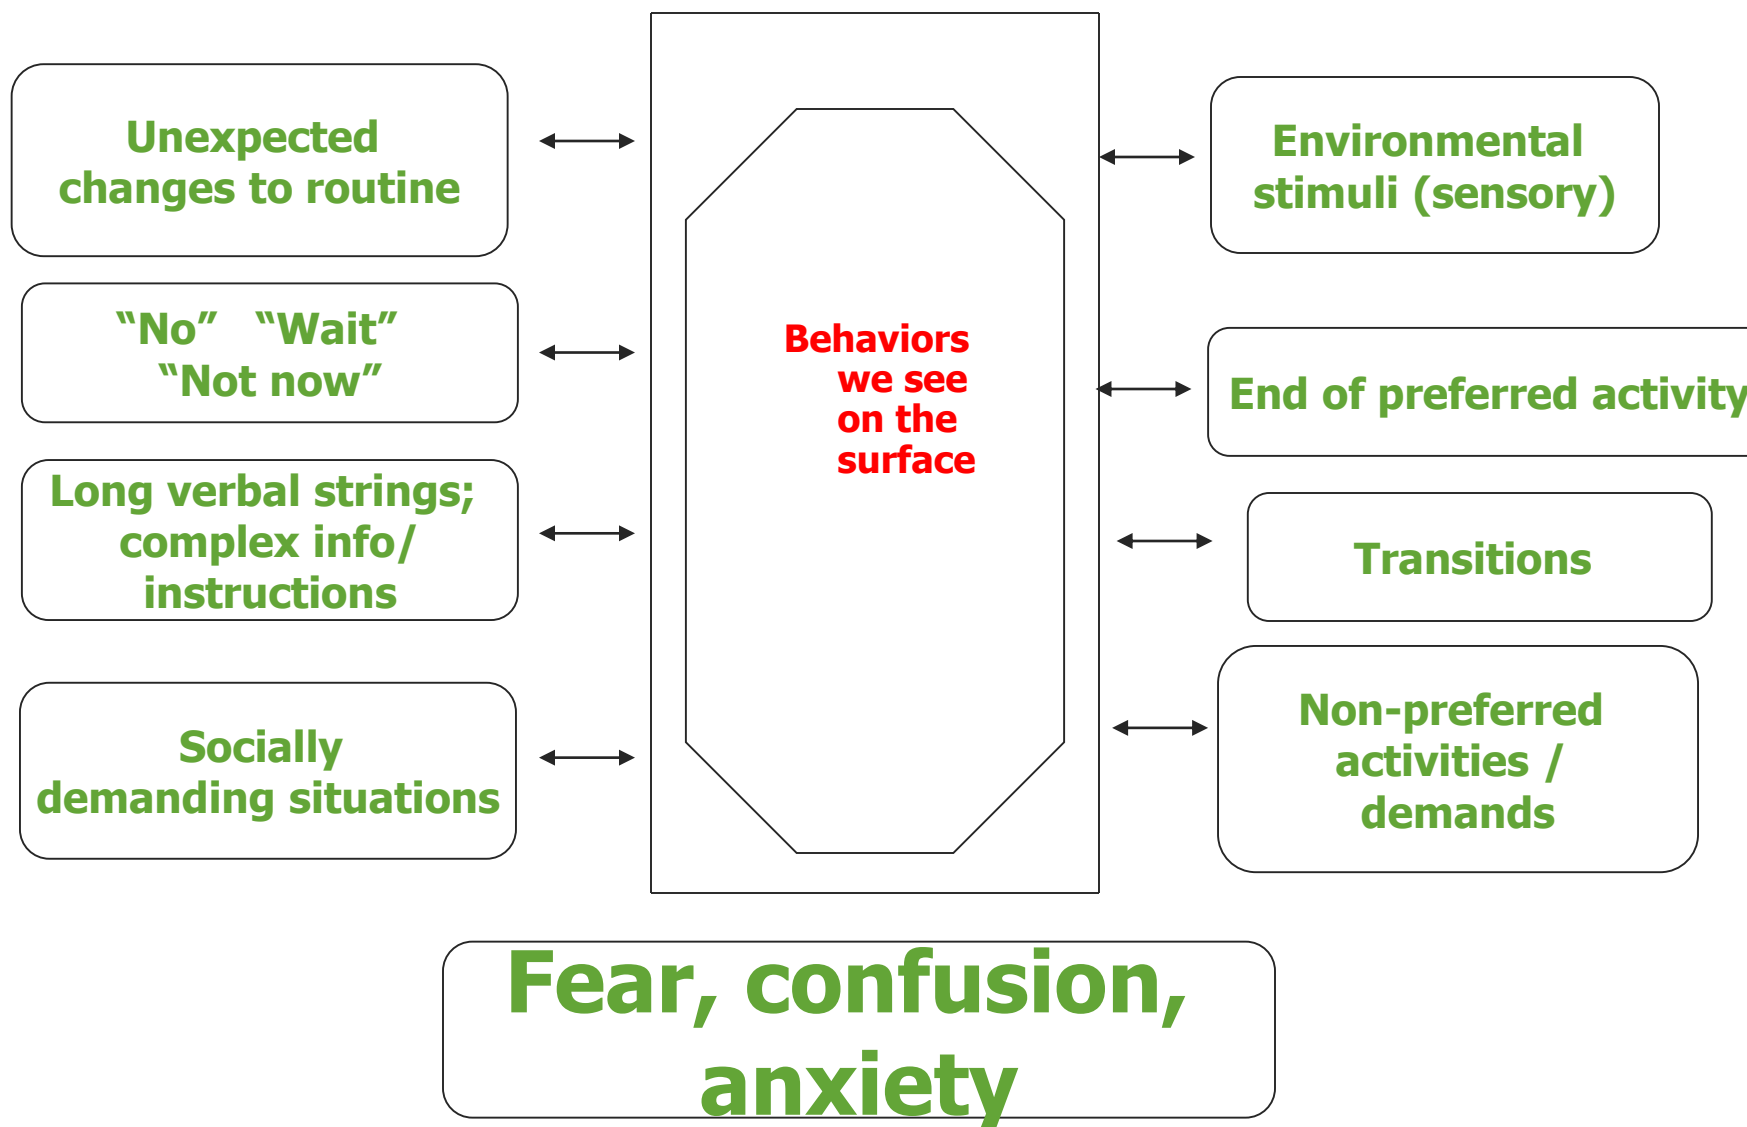 Unexpected
changes to routine
“No” “Wait”
“Not now”
Long verbal strings;
complex info/
instructions
Socially
demanding situations
Behaviors
we see
on the
surface
Environmental
stimuli (sensory)
End of preferred activity
Transitions
Non-preferred
activities /
demands
Fear, confusion,
anxiety